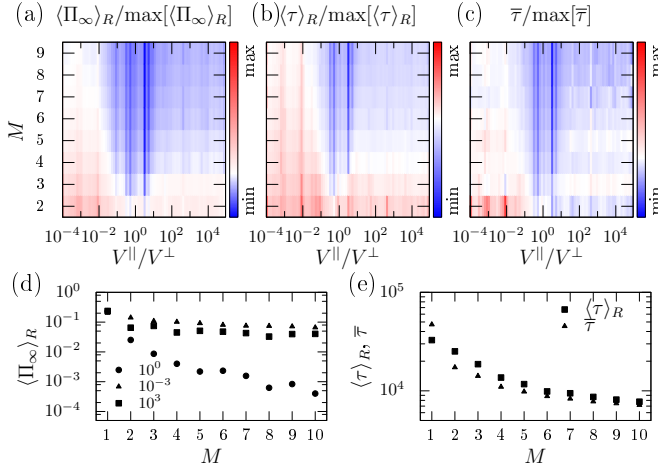 (a) ⟨Π∞⟩R/max[⟨Π∞⟩R]
(b) ⟨τ⟩R/max[⟨τ⟩R]
(c) τ̅/max[τ̅]
M
9
8
7
6
5
4
3
2
10⁻⁴ 10⁻² 10⁰ 10² 10⁴
V^||/V^⊥
max
min
10⁻⁴ 10⁻² 10⁰ 10² 10⁴
V^||/V^⊥
max
min
10⁻⁴ 10⁻² 10⁰ 10² 10⁴
V^||/V^⊥
max
min
(d)
⟨Π∞⟩R
10⁰
10⁻¹
10⁻²
10⁻³
10⁻⁴
10⁰
10⁻³
10³
1 2 3 4 5 6 7 8 9 10
M
(e)
⟨τ⟩R, τ̅
10⁵
10⁴
⟨τ⟩R
τ̅
1 2 3 4 5 6 7 8 9 10
M